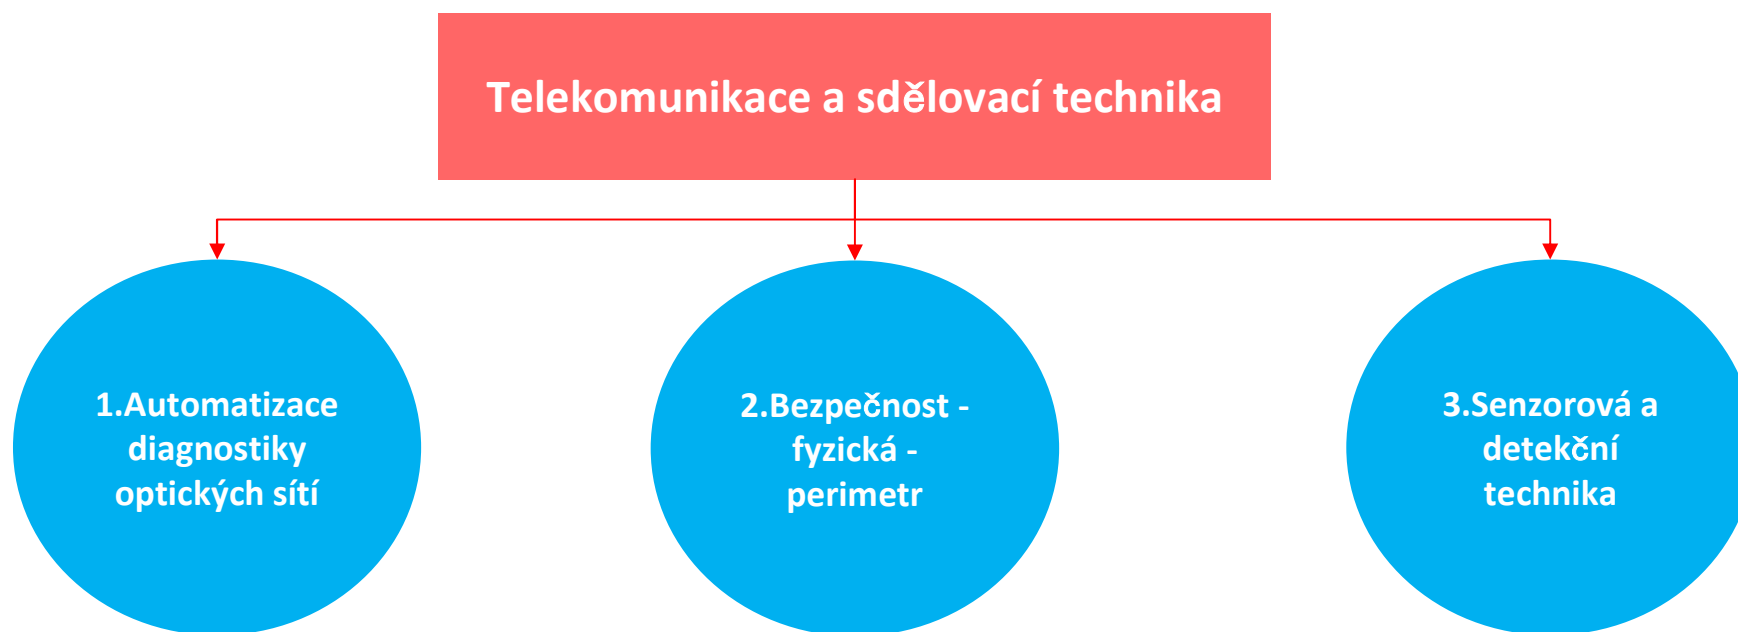 Telekomunikace a sdělovací technika
1.Automatizace
diagnostiky
optických sítí
2.Bezpečnost -
fyzická -
perimetr
3.Senzorová a
detekční
technika